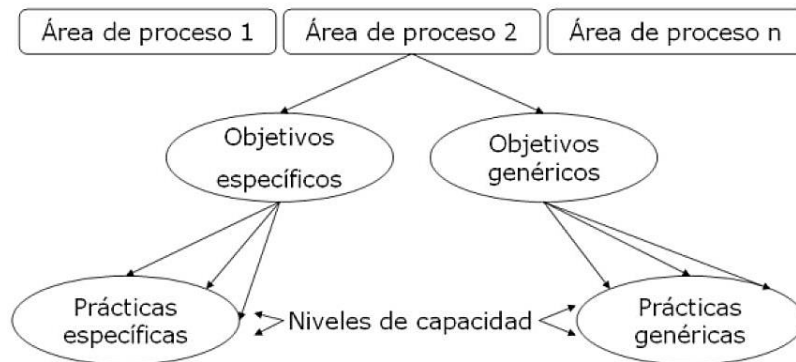 Área de proceso 1
Área de proceso 2
Área de proceso n
Objetivos
específicos
Objetivos
genéricos
Prácticas
específicas
Niveles de capacidad
Prácticas
genéricas